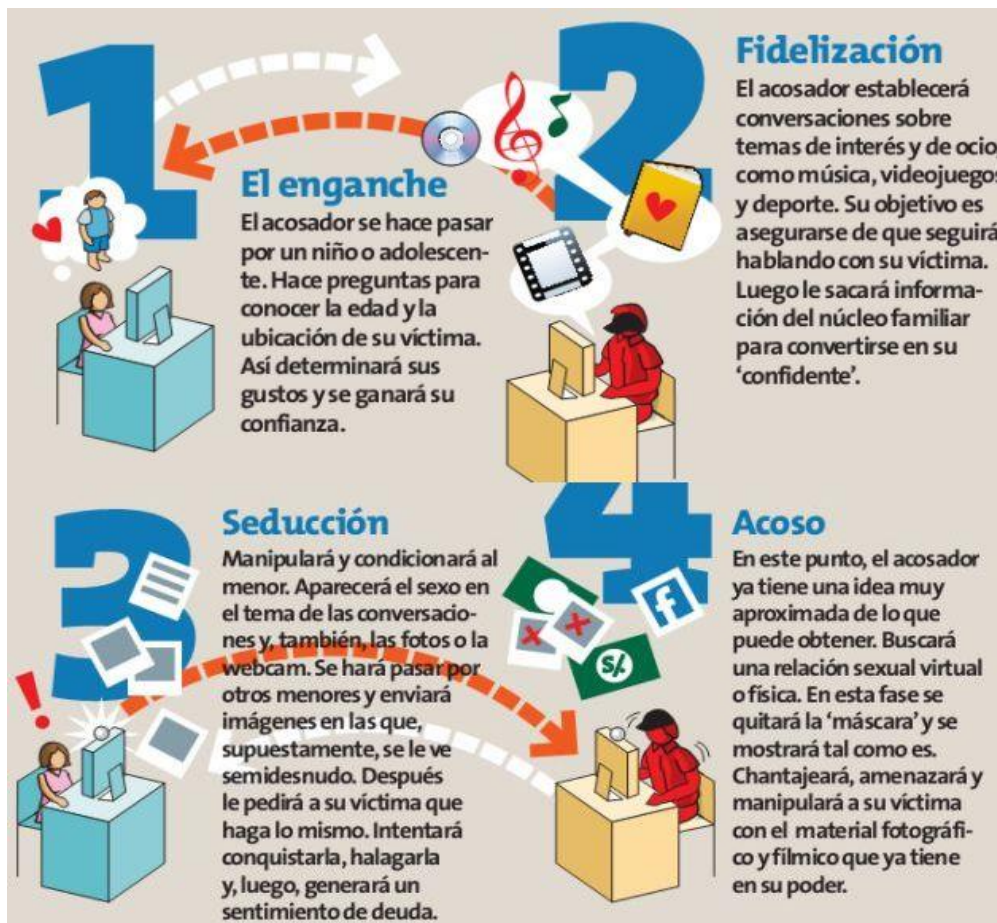 1
El enganche
El acosador se hace pasar
por un niño o adolescen-
te. Hace preguntas para
conocer la edad y la
ubicación de su víctima.
Así determinará sus
gustos y se ganará su
confianza.
2
Fidelización
El acosador establecerá
conversaciones sobre
temas de interés y de ocio
como música, videojuegos
y deporte. Su objetivo es
asegurarse de que seguirá
hablando con su víctima.
Luego le sacará informa-
ción del núcleo familiar
para convertirse en su
‘confidente’.
3
Seducción
Manipulará y condicionará al
menor. Aparecerá el sexo en
el tema de las conversacio-
nes y, también, las fotos o la
webcam. Se hará pasar por
otros menores y enviará
imágenes en las que,
supuestamente, se le ve
semidesnudo. Después
le pedirá a su víctima que
haga lo mismo. Intentará
conquistarla, halagarla
y, luego, generará un
sentimiento de deuda.
!
4
f
S/.
Acoso
En este punto, el acosador
ya tiene una idea muy
aproximada de lo que
puede obtener. Buscará
una relación sexual virtual
o física. En esta fase se
quitará la ‘máscara’ y se
mostrará tal como es.
Chantajeará, amenazará y
manipulará a su víctima
con el material fotográfi-
co y fílmico que ya tiene
en su poder.